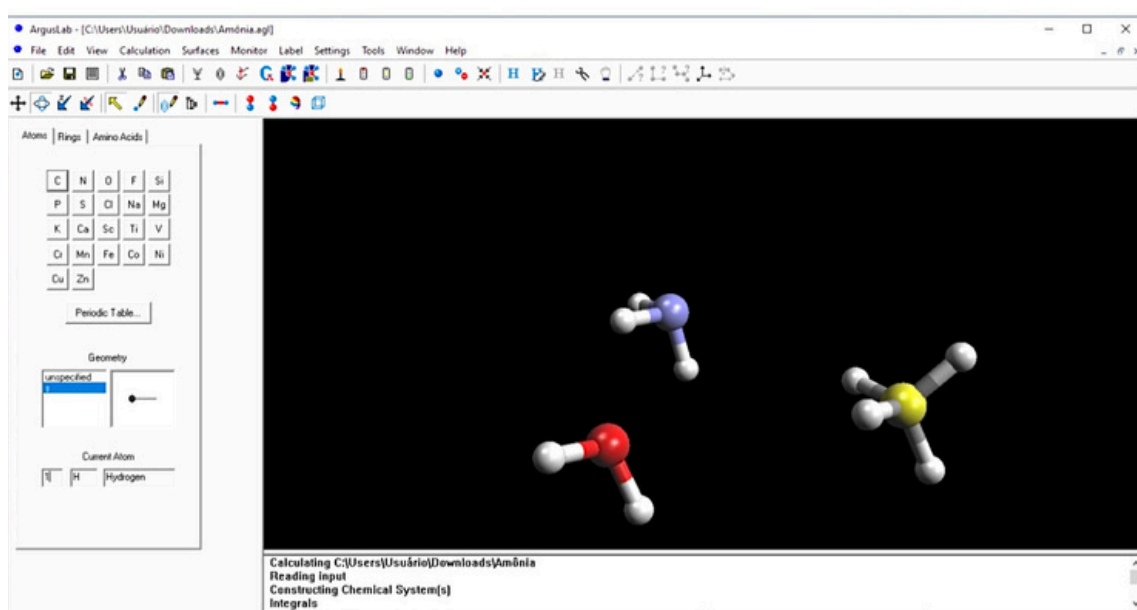 ArgusLab - [C:\Users\Usuário\Downloads\Amônia.agl]
File Edit View Calculation Surfaces Monitor Label Settings Tools Window Help
Atoms Rings Amino Acids
C N O F Si
P S Cl Na Mg
K Ca Sc Ti V
Cr Mn Fe Co Ni
Cu Zn
Periodic Table...
Geometry
unspecified
s
Current Atom
1 H Hydrogen
Calculating C:\Users\Usuário\Downloads\Amônia
Reading input
Constructing Chemical System(s)
Integrals